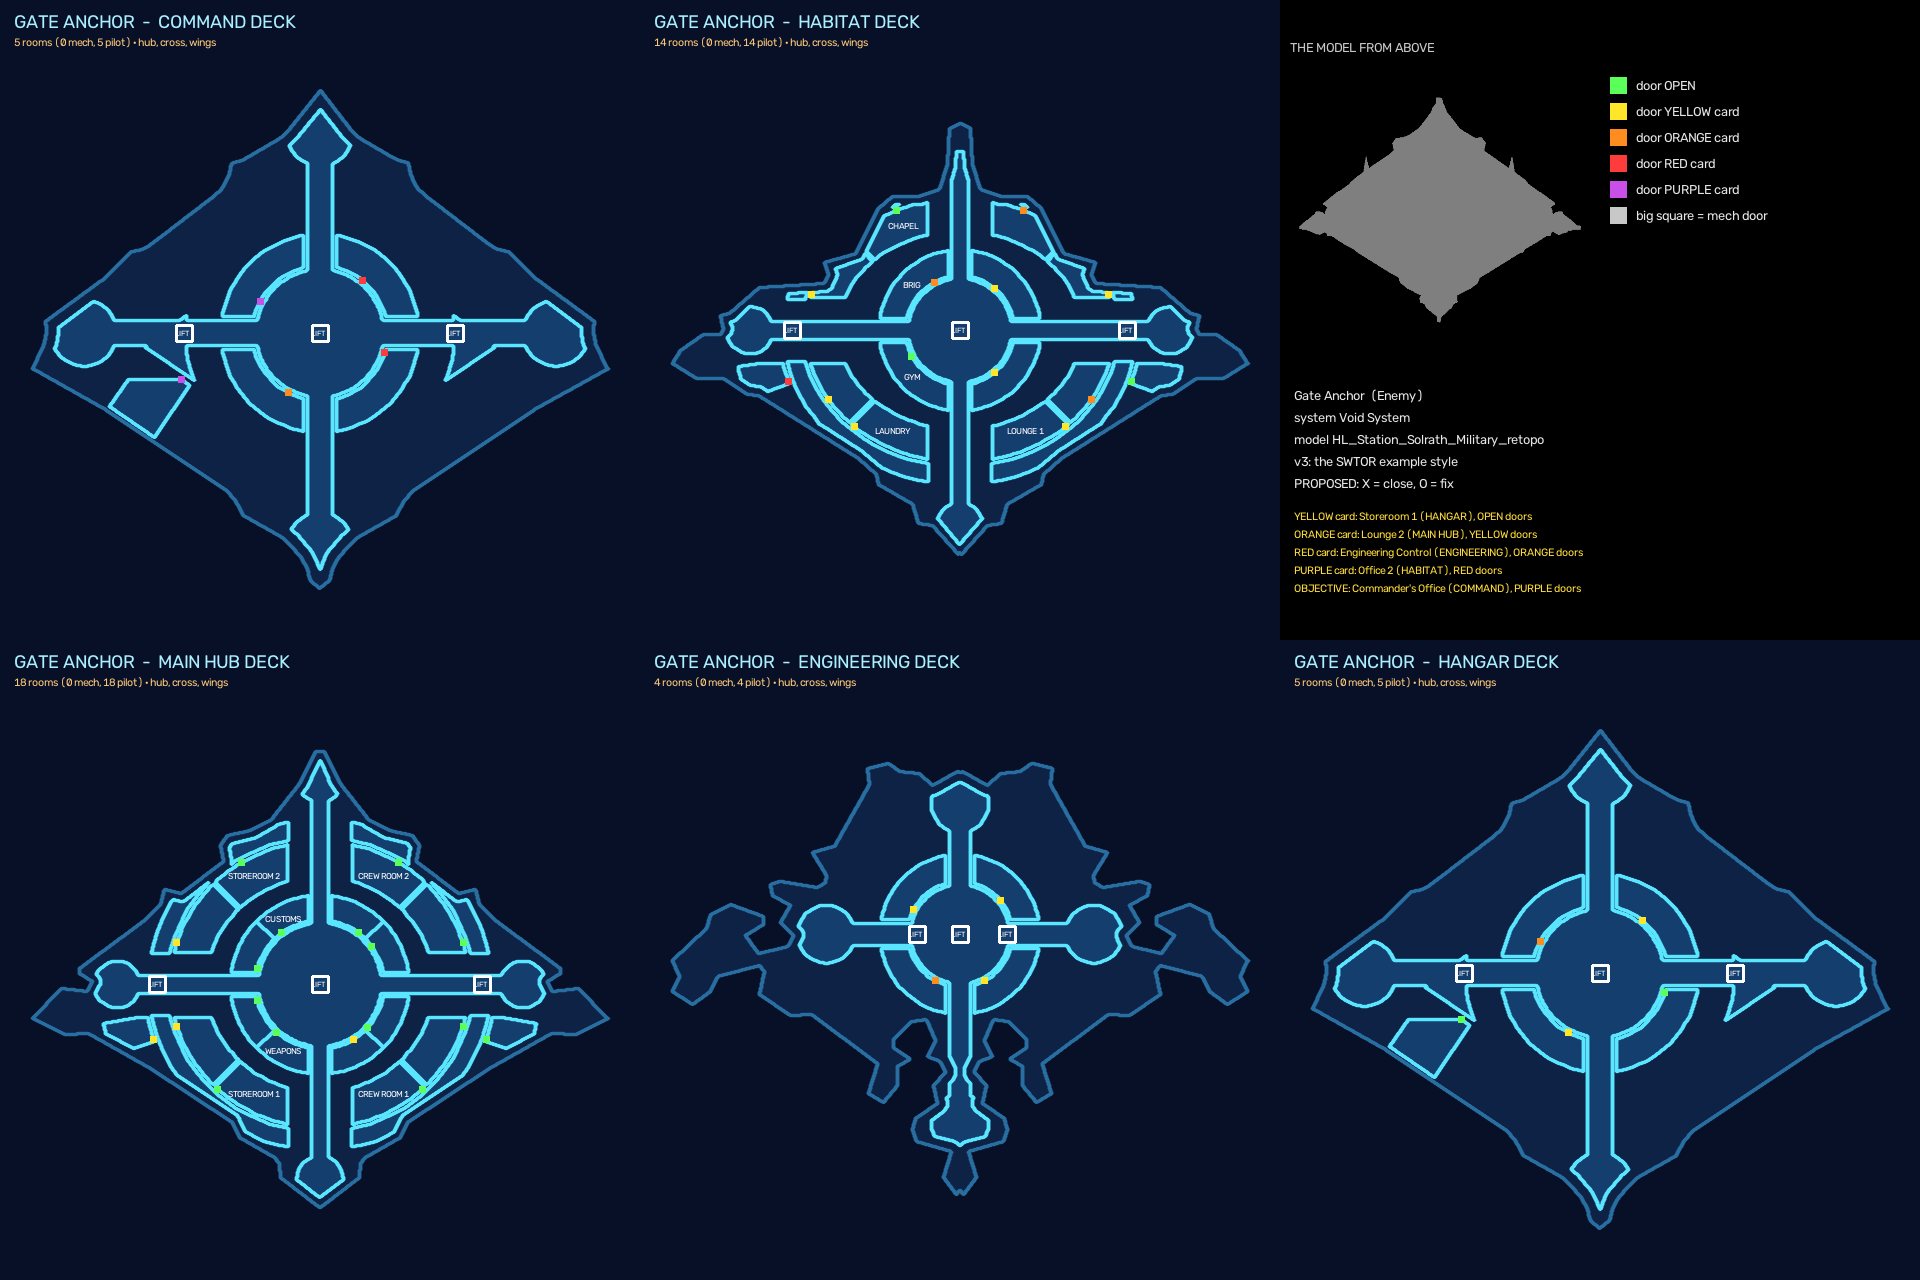 GATE ANCHOR - COMMAND DECK
5 rooms (0 mech, 5 pilot) • hub, cross, wings
LIFT
LIFT
LIFT
GATE ANCHOR - HABITAT DECK
14 rooms (0 mech, 14 pilot) • hub, cross, wings
CHAPEL
BRIG
LIFT
LIFT
LIFT
GYM
LAUNDRY
LOUNGE 1
THE MODEL FROM ABOVE
door OPEN
door YELLOW card
door ORANGE card
door RED card
door PURPLE card
big square = mech door
Gate Anchor (Enemy)
system Void System
model HL_Station_Solrath_Military_retopo
v3: the SWTOR example style
PROPOSED: X = close, O = fix
YELLOW card: Storeroom 1 (HANGAR), OPEN doors
ORANGE card: Lounge 2 (MAIN HUB), YELLOW doors
RED card: Engineering Control (ENGINEERING), ORANGE doors
PURPLE card: Office 2 (HABITAT), RED doors
OBJECTIVE: Commander's Office (COMMAND), PURPLE doors
GATE ANCHOR - MAIN HUB DECK
18 rooms (0 mech, 18 pilot) • hub, cross, wings
STOREROOM 2
CREW ROOM 2
CUSTOMS
LIFT
LIFT
LIFT
WEAPONS
STOREROOM 1
CREW ROOM 1
GATE ANCHOR - ENGINEERING DECK
4 rooms (0 mech, 4 pilot) • hub, cross, wings
LIFT
LIFT
LIFT
GATE ANCHOR - HANGAR DECK
5 rooms (0 mech, 5 pilot) • hub, cross, wings
LIFT
LIFT
LIFT